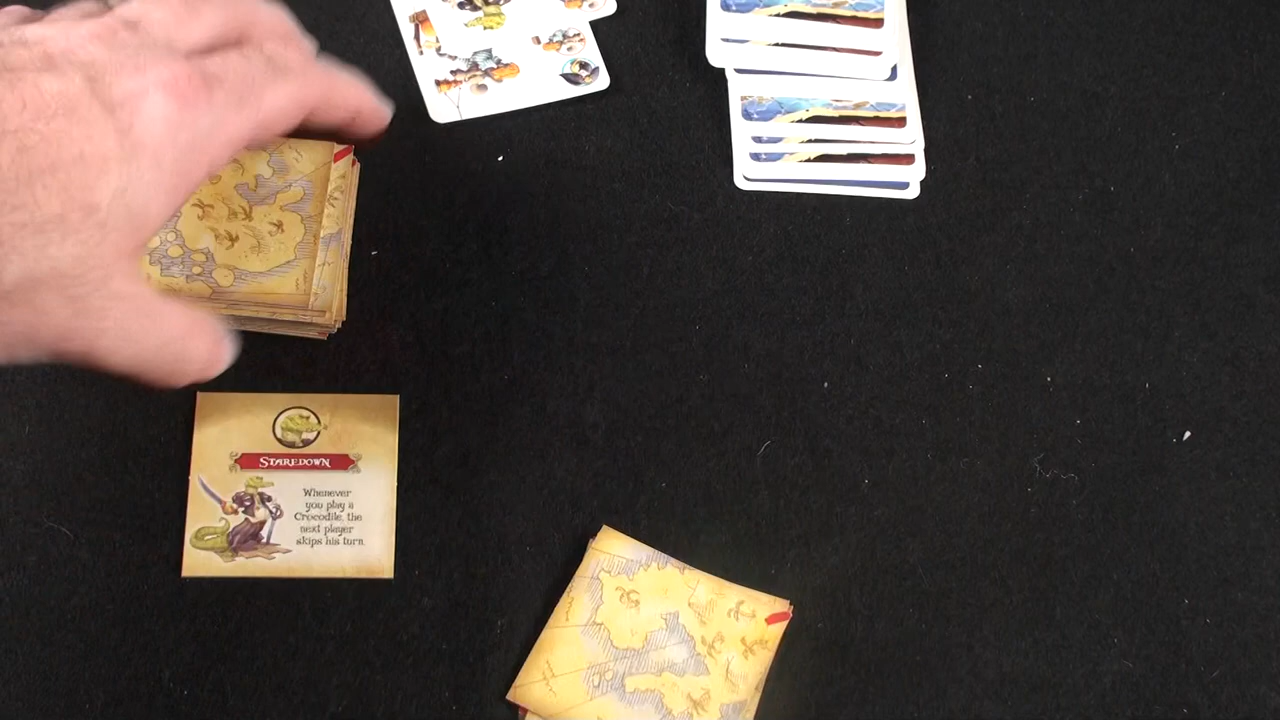 STAREDOWN
Whenever
you play a
Crocodile, the
next player
skips his turn.